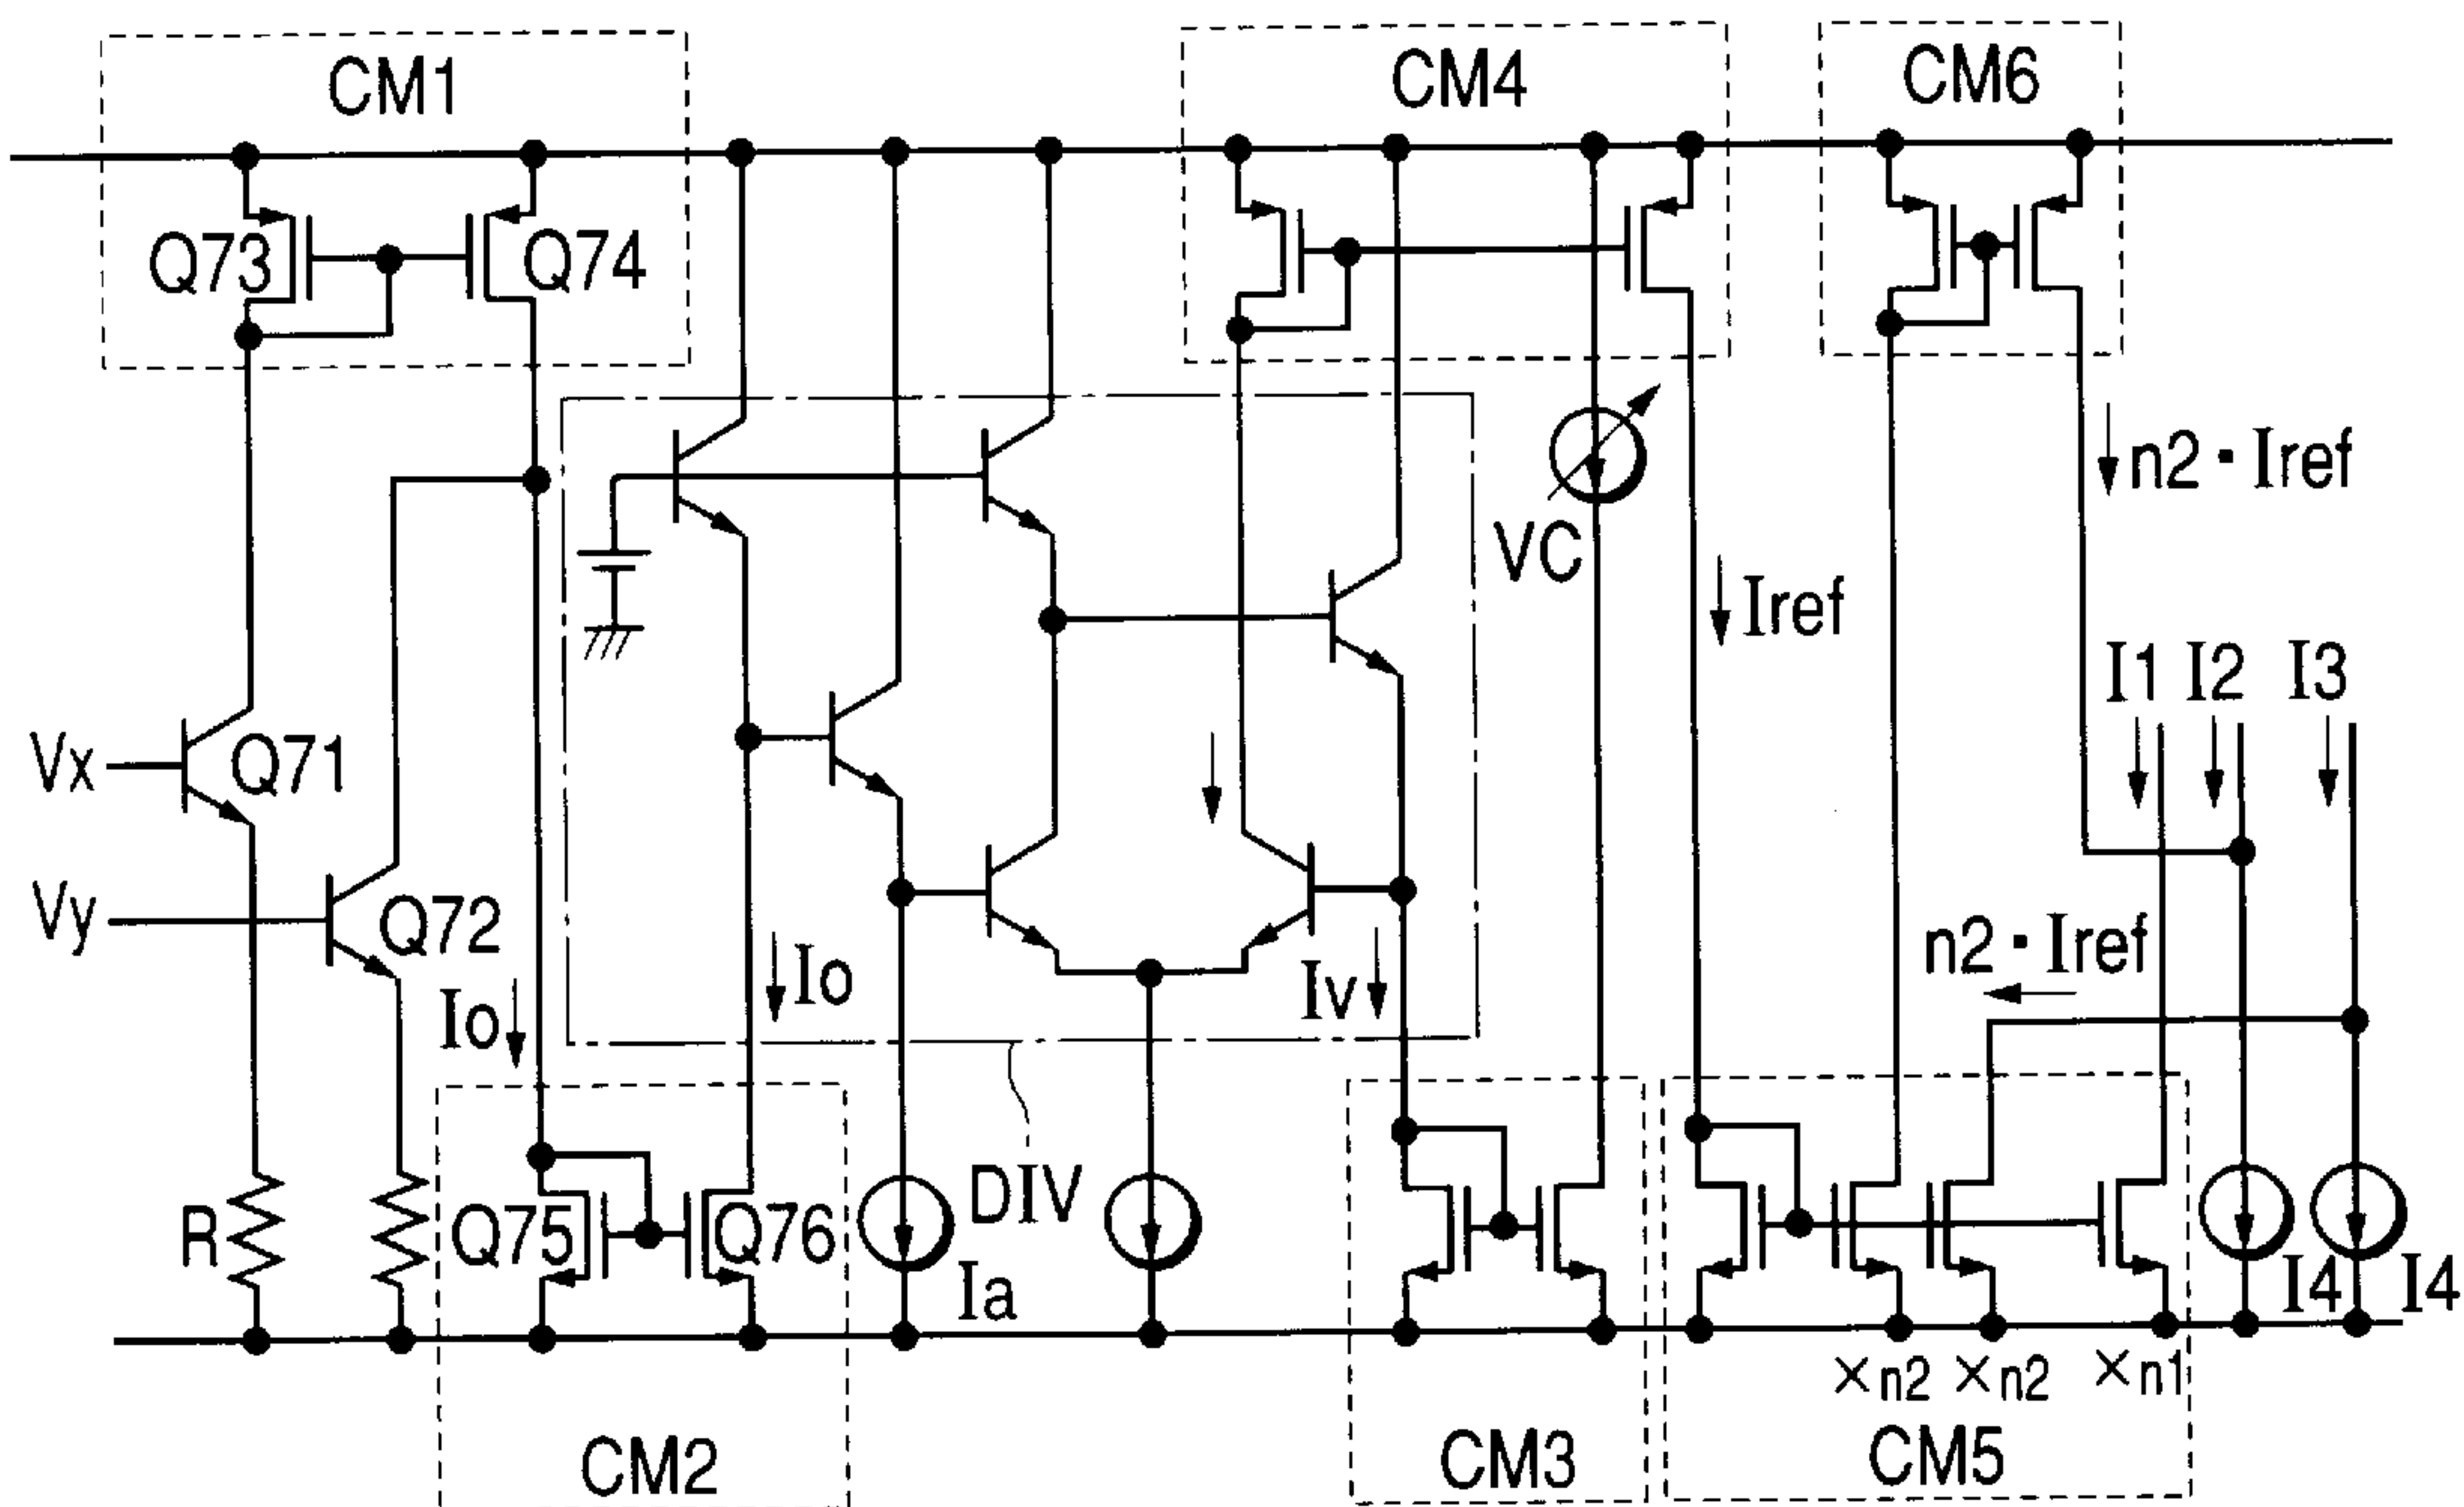 CM1
CM4
CM6
Q73
Q74
n2・Iref
VC
Iref
I1
I2
I3
Vx
Q71
Vy
Q72
n2・Iref
Io
Io
Iv
R
Q75
Q76
DIV
Ia
I4
I4
×n2
×n2
×n1
CM2
CM3
CM5